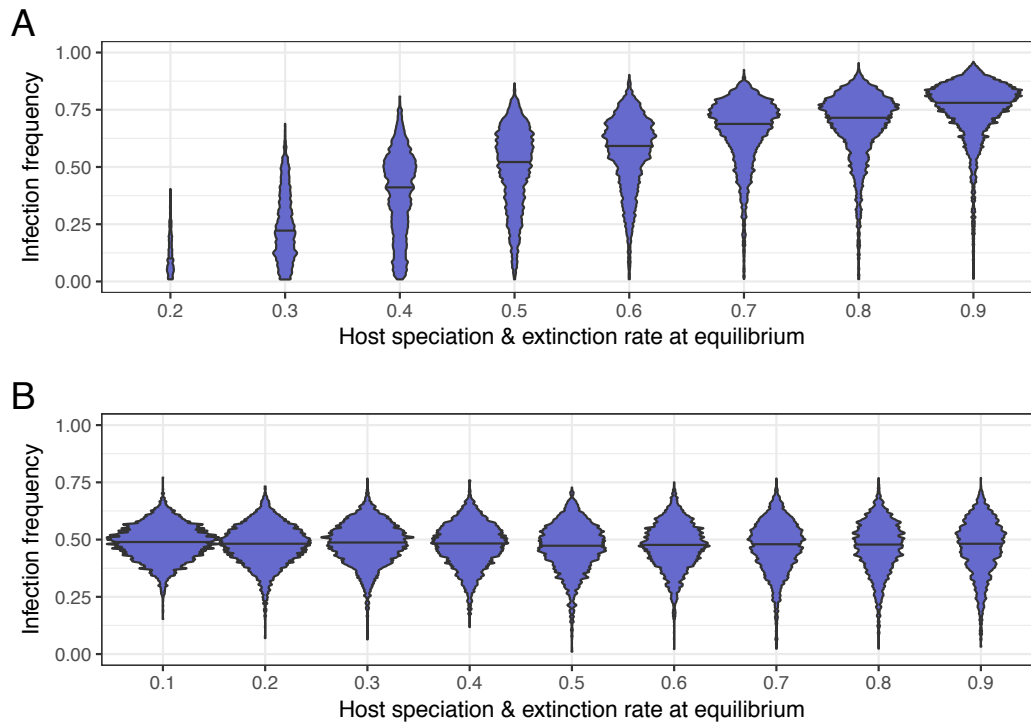 A
Infection frequency
1.00
0.75
0.50
0.25
0.00
0.2 0.3 0.4 0.5 0.6 0.7 0.8 0.9
Host speciation & extinction rate at equilibrium
B
Infection frequency
1.00
0.75
0.50
0.25
0.00
0.1 0.2 0.3 0.4 0.5 0.6 0.7 0.8 0.9
Host speciation & extinction rate at equilibrium